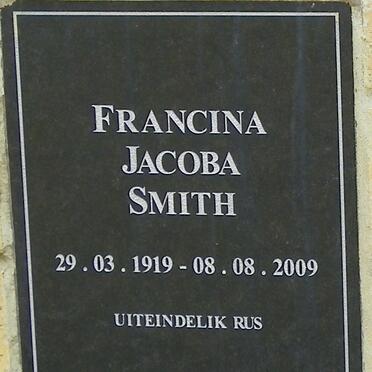 FRANCINA
JACOBA
SMITH
29 . 03 . 1919 - 08 . 08 . 2009
UITEINDELIK RUS